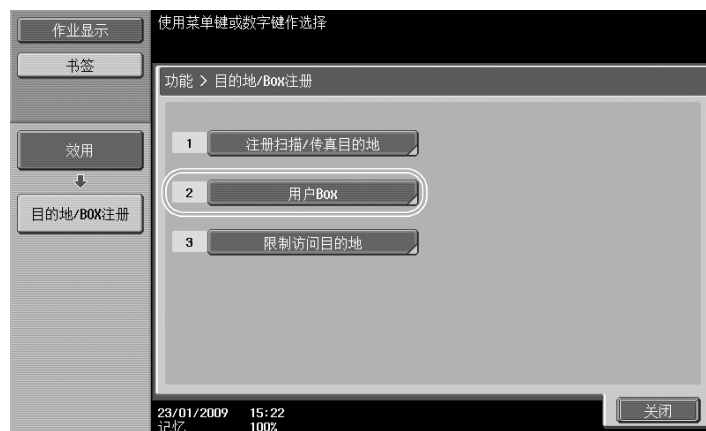 作业显示
书签
使用菜单键或数字键作选择
功能 > 目的地/Box注册
效用
目的地/BOX注册
1 注册扫描/传真目的地
2 用户Box
3 限制访问目的地
23/01/2009 15:22
记忆 100%
关闭